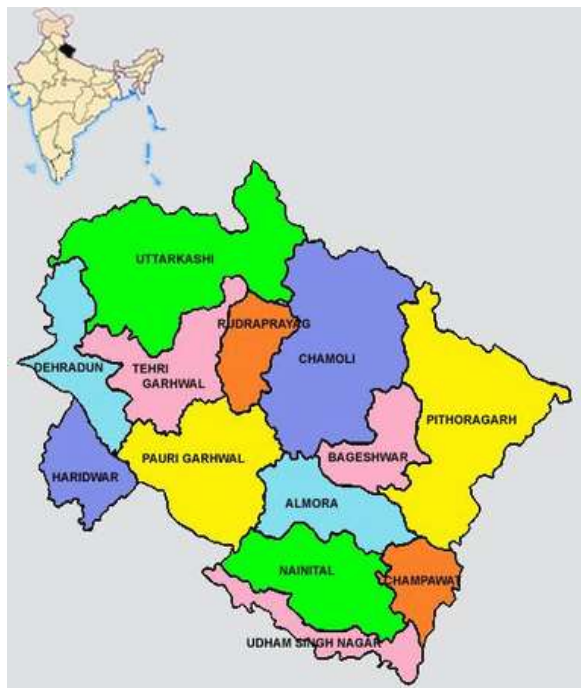 UTTARKASHI
RUDRAPRAYAG
DEHRADUN
TEHRI
GARHWAL
CHAMOLI
PITHORAGARH
PAURI GARHWAL
BAGESHWAR
HARIDWAR
ALMORA
NAINITAL
CHAMPAWAT
UDHAM SINGH NAGAR